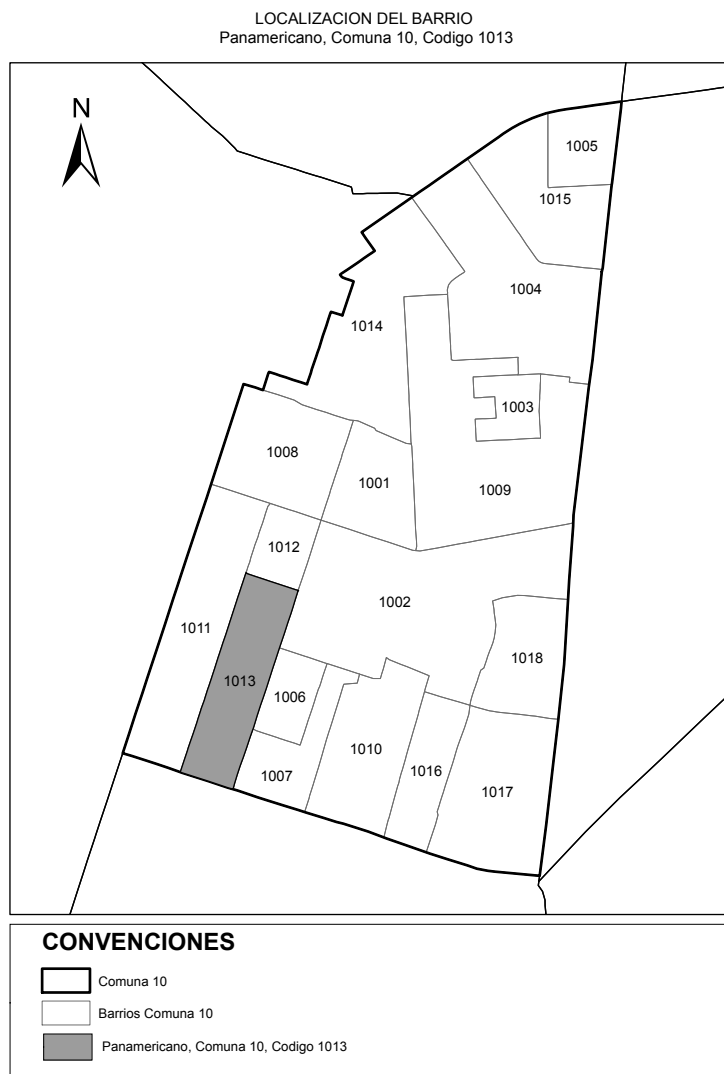 LOCALIZACION DEL BARRIO
Panamericano, Comuna 10, Codigo 1013
N
1005
1015
1004
1014
1003
1008
1001
1009
1012
1002
1011
1018
1013
1006
1010
1016
1007
1017
CONVENCIONES
Comuna 10
Barrios Comuna 10
Panamericano, Comuna 10, Codigo 1013